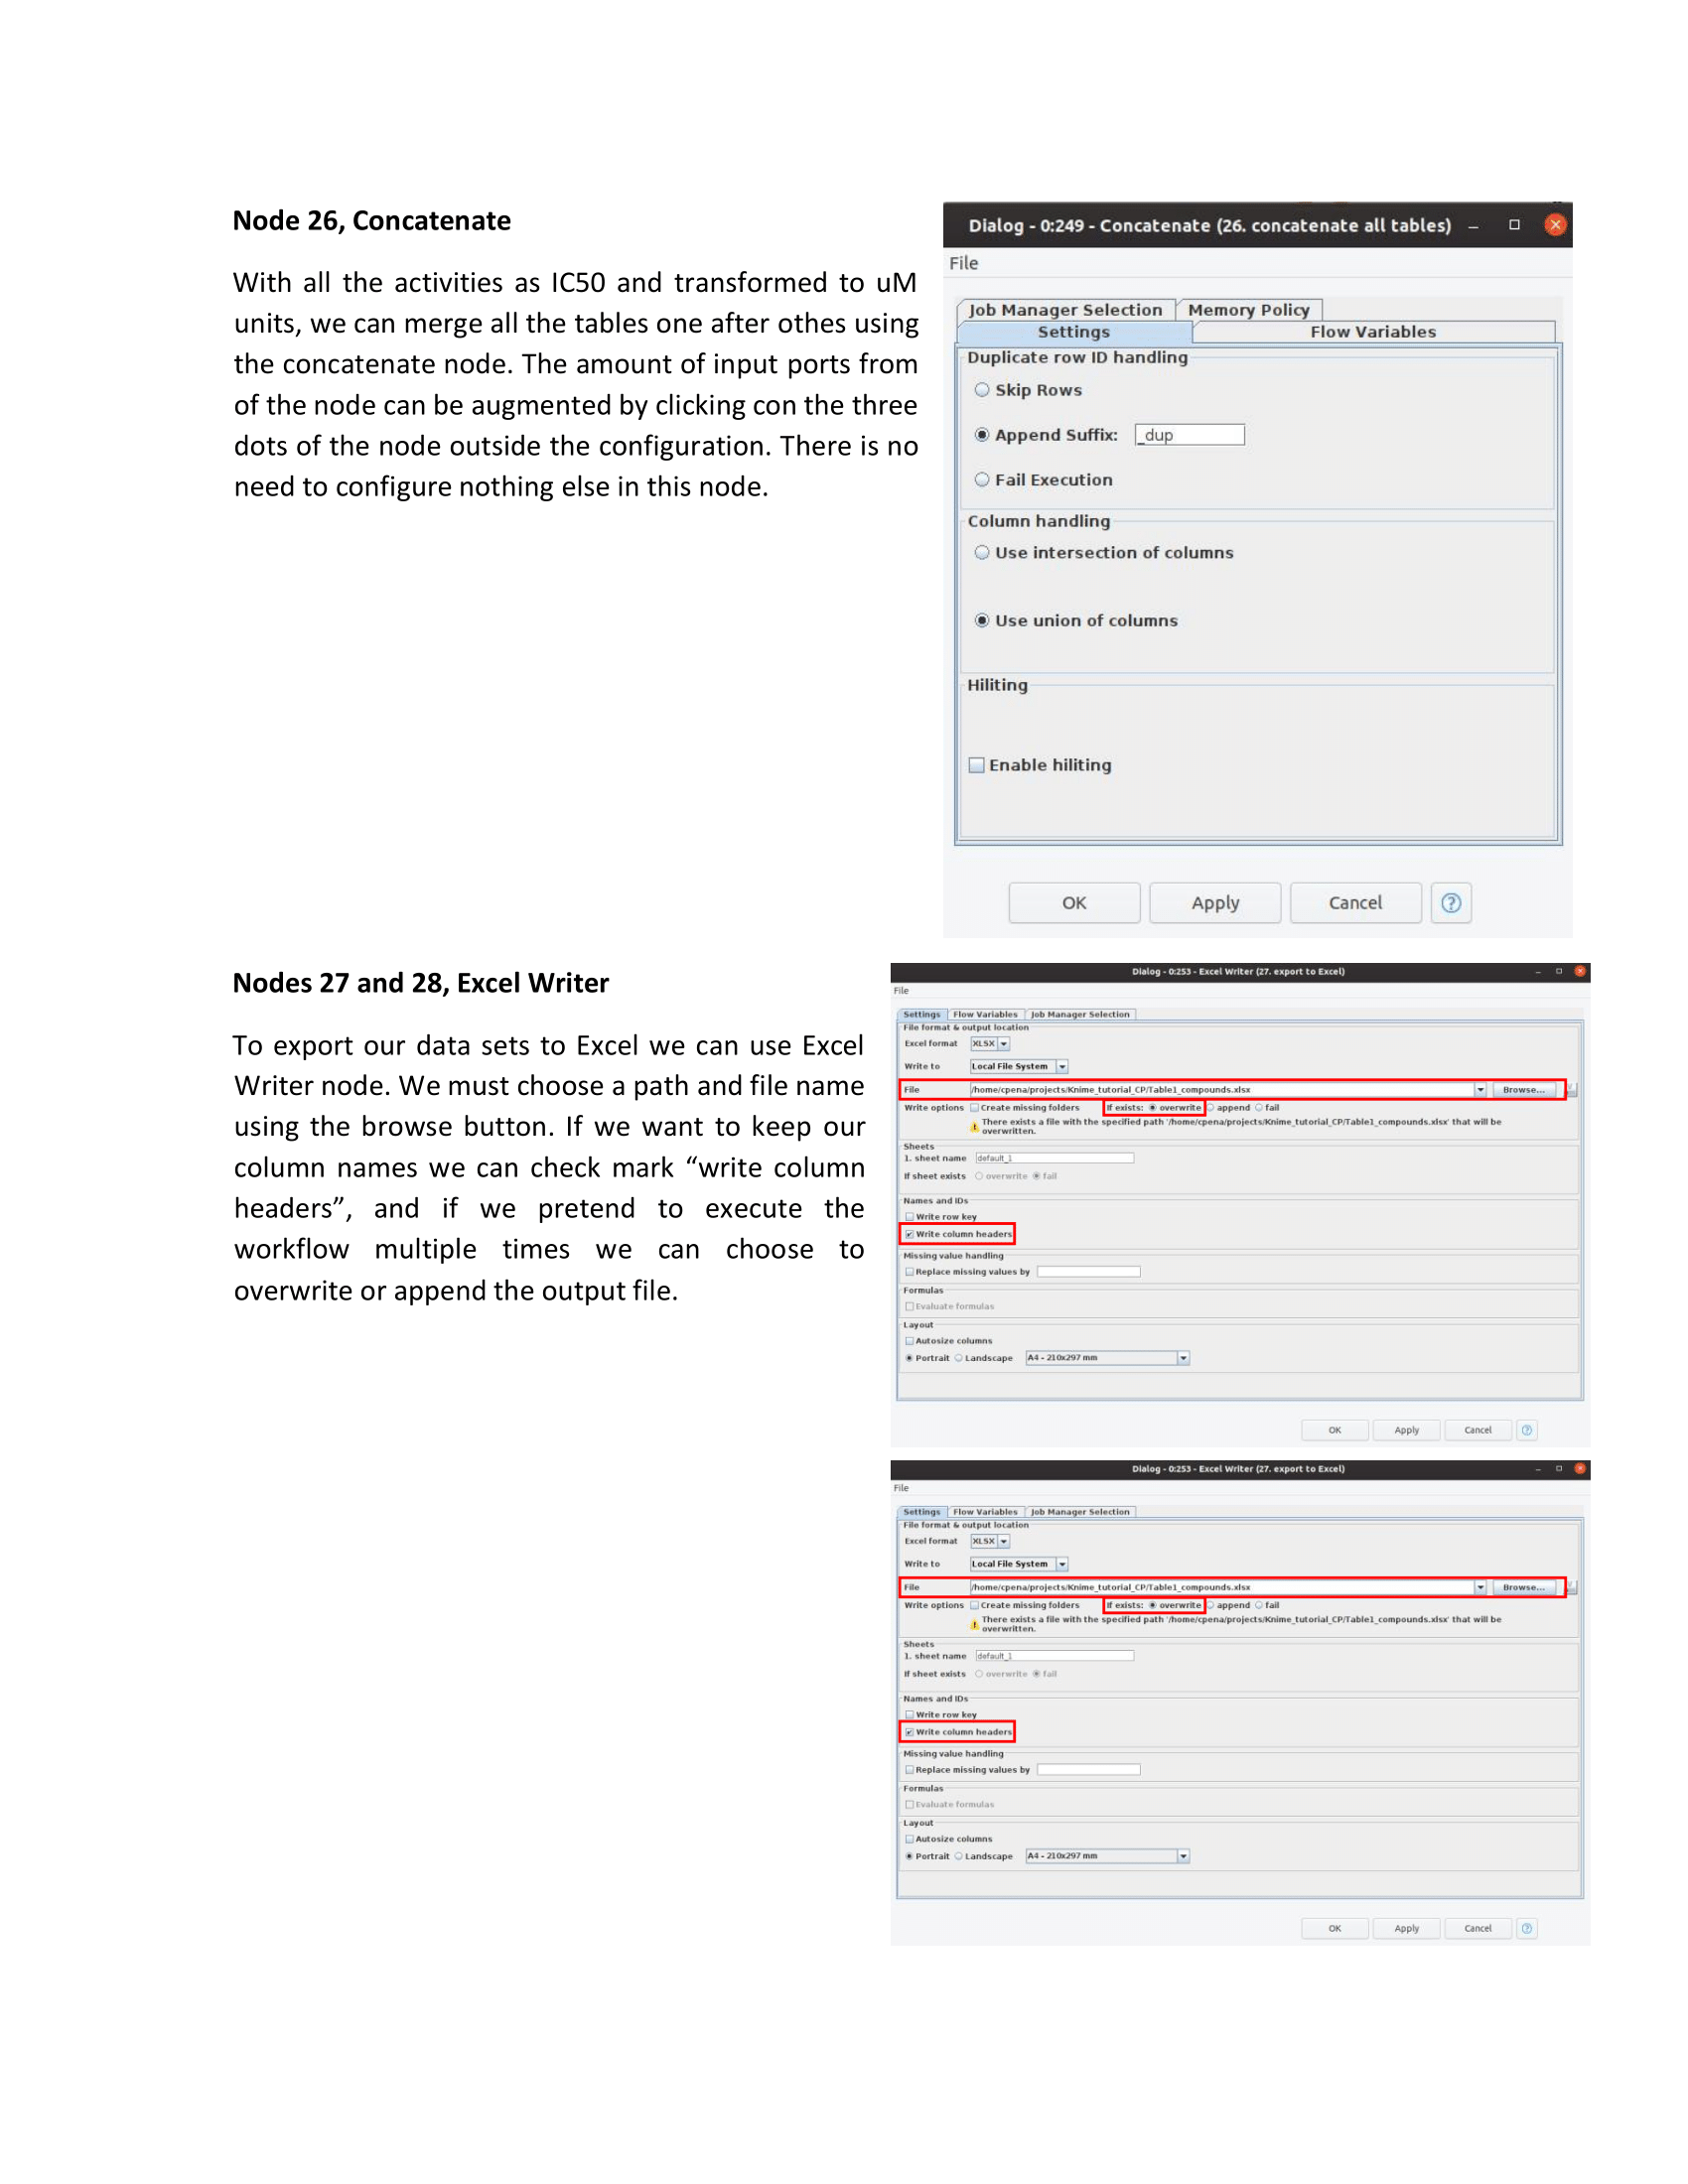 Node 26, Concatenate
With all the activities as IC50 and transformed to uM
units, we can merge all the tables one after othes using
the concatenate node. The amount of input ports from
of the node can be augmented by clicking con the three
dots of the node outside the configuration. There is no
need to configure nothing else in this node.
Dialog - 0:249 - Concatenate (26. concatenate all tables)
File
Job Manager Selection Memory Policy
Settings Flow Variables
Duplicate row ID handling
Skip Rows
Append Suffix: _dup
Fail Execution
Column handling
Use intersection of columns
Use union of columns
Hiliting
Enable hiliting
OK Apply Cancel ?
Nodes 27 and 28, Excel Writer
To export our data sets to Excel we can use Excel
Writer node. We must choose a path and file name
using the browse button. If we want to keep our
column names we can check mark “write column
headers”, and if we pretend to execute the
workflow multiple times we can choose to
overwrite or append the output file.
Dialog - 0:253 - Excel Writer (27. export to Excel)
File
Settings Flow Variables Job Manager Selection
File format & output location
Excel format XLSX
Write to Local File System
File /home/cpena/projects/Knime_tutorial_CP/Table1_compounds.xlsx Browse...
Write options Create missing folders If exists: overwrite append fail
There exists a file with the specified path '/home/cpena/projects/Knime_tutorial_CP/Table1_compounds.xlsx' that will be
overwritten.
Sheets
1. sheet name default_1
If sheet exists overwrite fail
Names and IDs
Write row key
Write column headers
Missing value handling
Replace missing values by
Formulas
Evaluate formulas
Layout
Autosize columns
Portrait Landscape A4 - 210x297 mm
OK Apply Cancel ?
Dialog - 0:253 - Excel Writer (27. export to Excel)
File
Settings Flow Variables Job Manager Selection
File format & output location
Excel format XLSX
Write to Local File System
File /home/cpena/projects/Knime_tutorial_CP/Table1_compounds.xlsx Browse...
Write options Create missing folders If exists: overwrite append fail
There exists a file with the specified path '/home/cpena/projects/Knime_tutorial_CP/Table1_compounds.xlsx' that will be
overwritten.
Sheets
1. sheet name default_1
If sheet exists overwrite fail
Names and IDs
Write row key
Write column headers
Missing value handling
Replace missing values by
Formulas
Evaluate formulas
Layout
Autosize columns
Portrait Landscape A4 - 210x297 mm
OK Apply Cancel ?